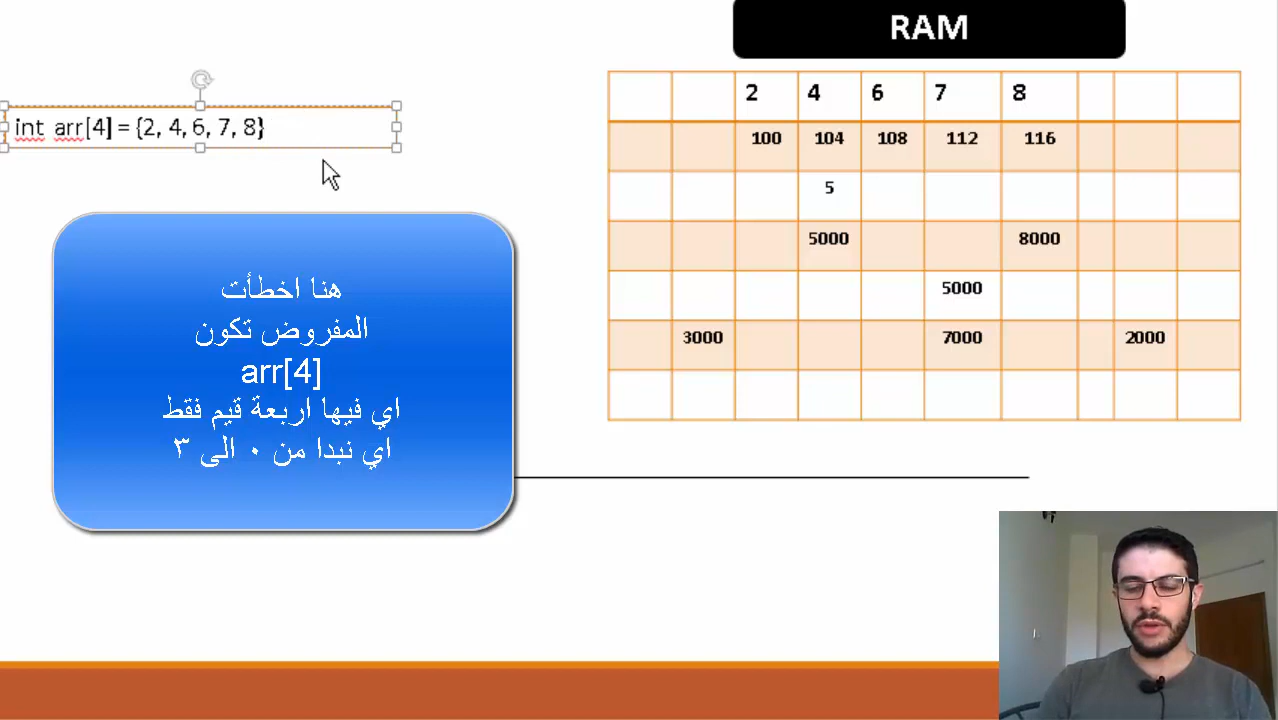 RAM
int arr[4] = {2, 4, 6, 7, 8}
2 4 6 7 8
100 104 108 112 116
5
5000 8000
5000
3000 7000 2000
هنا اخطأت
المفروض تكون
arr[4]
اي فيها اربعة قيم فقط
اي نبدا من ٠ الى ٣